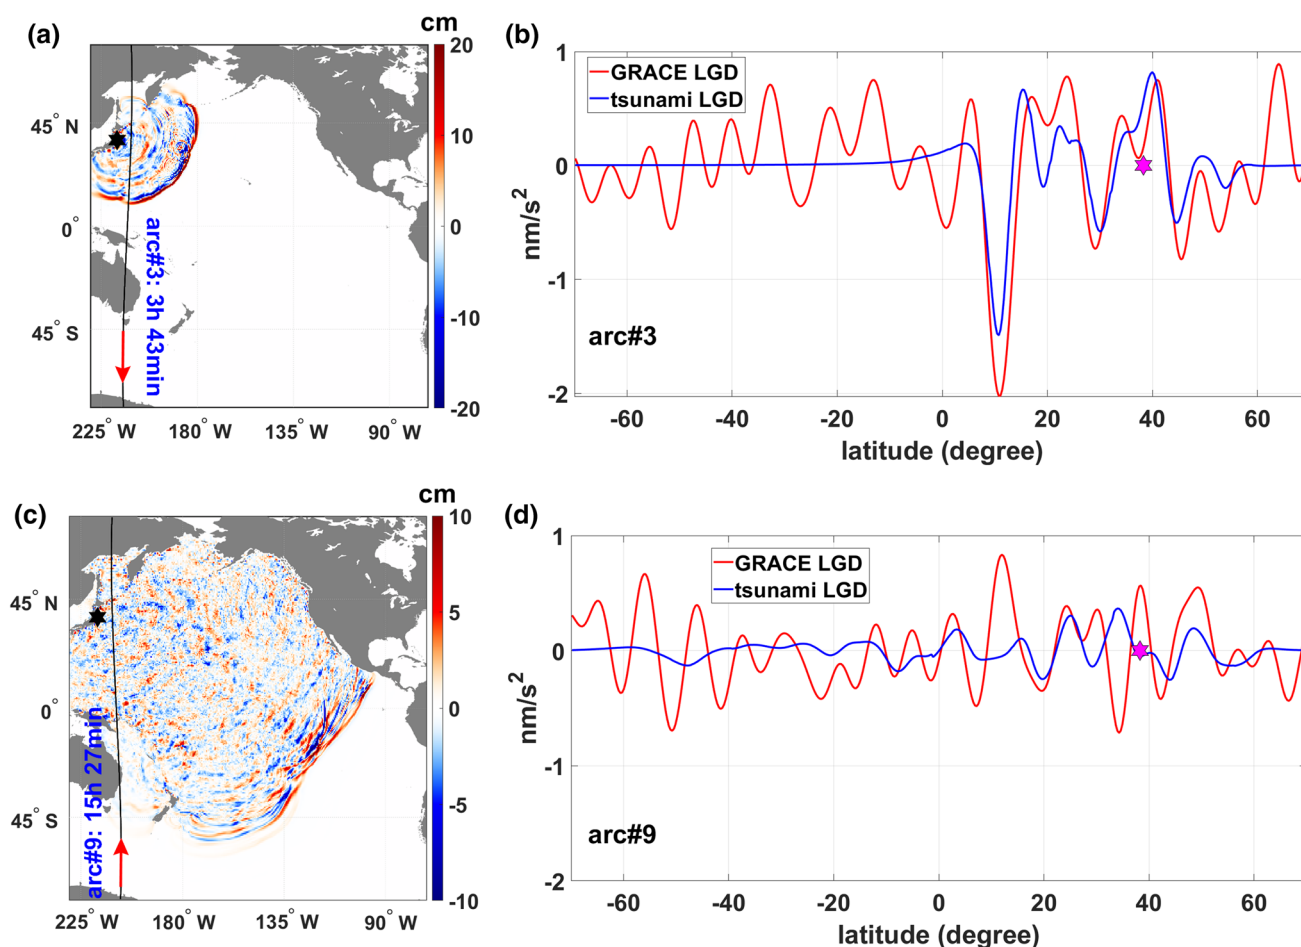 (a)
cm
20
10
0
-10
-20
45° N
0°
45° S
225° W
180° W
135° W
90° W
arc#3: 3h 43min
(b)
1
0
-1
-2
nm/s²
GRACE LGD
tsunami LGD
arc#3
-60
-40
-20
0
20
40
60
latitude (degree)
(c)
cm
10
5
0
-5
-10
45° N
0°
45° S
225° W
180° W
135° W
90° W
arc#9: 15h 27min
(d)
1
0
-1
-2
nm/s²
GRACE LGD
tsunami LGD
arc#9
-60
-40
-20
0
20
40
60
latitude (degree)